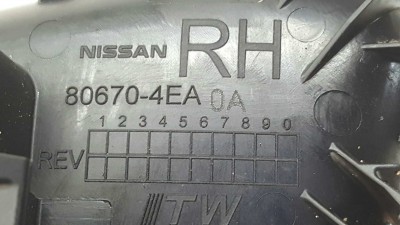 NISSAN RH
80670-4EA 0A
1 2 3 4 5 6 7 8 9 0
REV
ITW